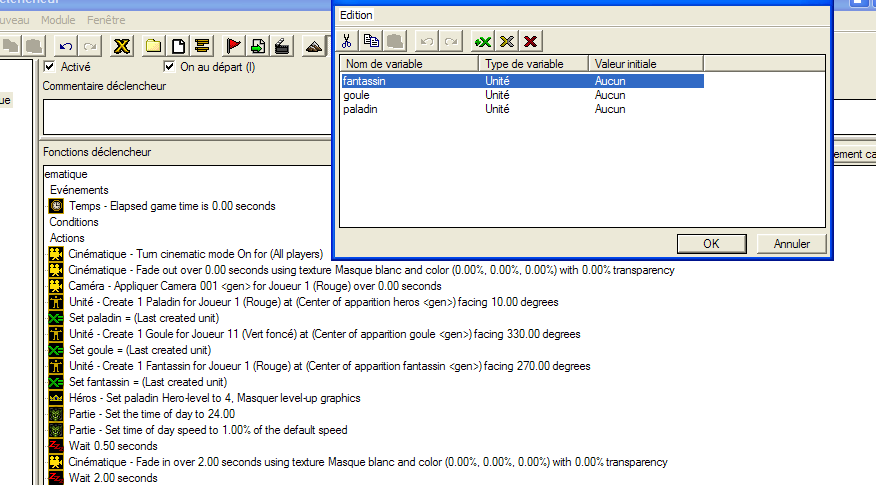 déclencheur
uveau Module Fenêtre
Activé On au départ (I)
Commentaire déclencheur
ue
Edition
Nom de variable Type de variable Valeur initiale
fantassin Unité Aucun
goule Unité Aucun
paladin Unité Aucun
OK Annuler
Fonctions déclencheur
ement ca
ematique
Evénements
Temps - Elapsed game time is 0.00 seconds
Conditions
Actions
Cinématique - Turn cinematic mode On for (All players)
Cinématique - Fade out over 0.00 seconds using texture Masque blanc and color (0.00%, 0.00%, 0.00%) with 0.00% transparency
Caméra - Appliquer Camera 001 <gen> for Joueur 1 (Rouge) over 0.00 seconds
Unité - Create 1 Paladin for Joueur 1 (Rouge) at (Center of apparition heros <gen>) facing 10.00 degrees
Set paladin = (Last created unit)
Unité - Create 1 Goule for Joueur 11 (Vert foncé) at (Center of apparition goule <gen>) facing 330.00 degrees
Set goule = (Last created unit)
Unité - Create 1 Fantassin for Joueur 1 (Rouge) at (Center of apparition fantassin <gen>) facing 270.00 degrees
Set fantassin = (Last created unit)
Héros - Set paladin Hero-level to 4, Masquer level-up graphics
Partie - Set the time of day to 24.00
Partie - Set time of day speed to 1.00% of the default speed
Wait 0.50 seconds
Cinématique - Fade in over 2.00 seconds using texture Masque blanc and color (0.00%, 0.00%, 0.00%) with 0.00% transparency
Wait 2.00 seconds